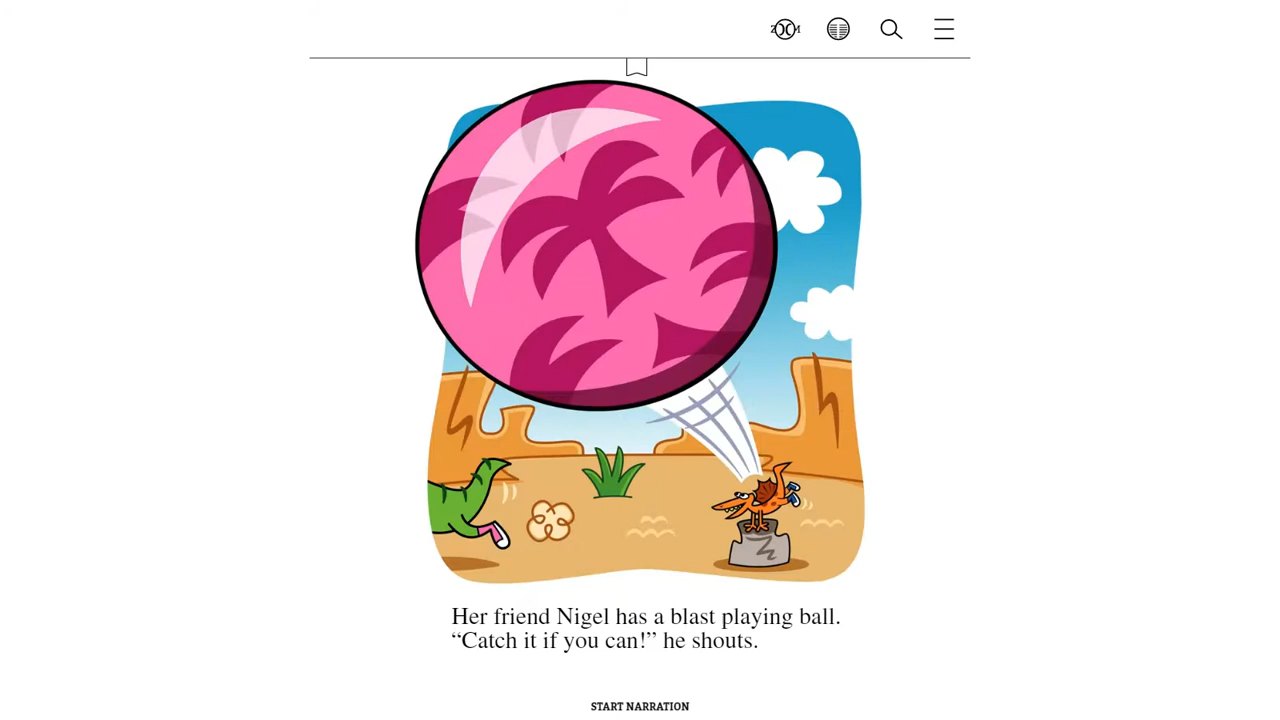 Her friend Nigel has a blast playing ball.
“Catch it if you can!” he shouts.
START NARRATION